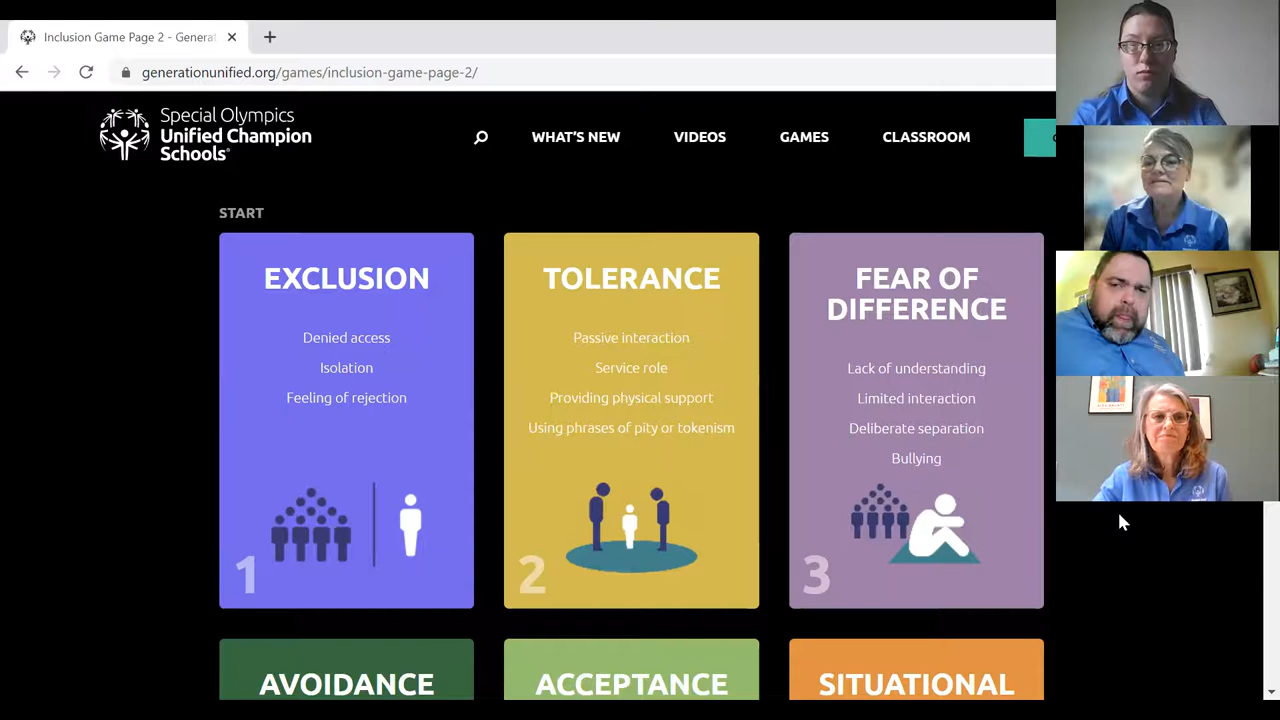 Inclusion Game Page 2 - Genera
generationunified.org/games/inclusion-game-page-2/
Special Olympics
Unified Champion
Schools®
WHAT'S NEW
VIDEOS
GAMES
CLASSROOM
START
EXCLUSION
Denied access
Isolation
Feeling of rejection
1
TOLERANCE
Passive interaction
Service role
Providing physical support
Using phrases of pity or tokenism
2
FEAR OF
DIFFERENCE
Lack of understanding
Limited interaction
Deliberate separation
Bullying
3
AVOIDANCE
ACCEPTANCE
SITUATIONAL